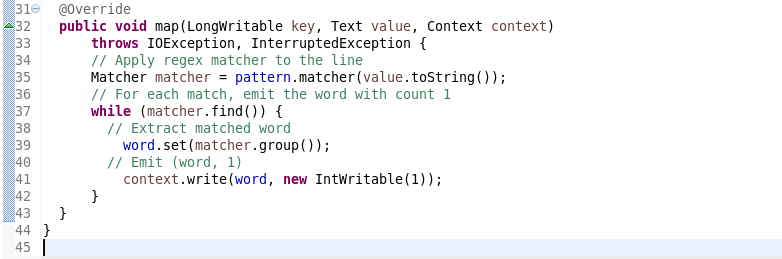 31 @Override
32 public void map(LongWritable key, Text value, Context context)
33 throws IOException, InterruptedException {
34 // Apply regex matcher to the line
35 Matcher matcher = pattern.matcher(value.toString());
36 // For each match, emit the word with count 1
37 while (matcher.find()) {
38 // Extract matched word
39 word.set(matcher.group());
40 // Emit (word, 1)
41 context.write(word, new IntWritable(1));
42 }
43 }
44 }
45